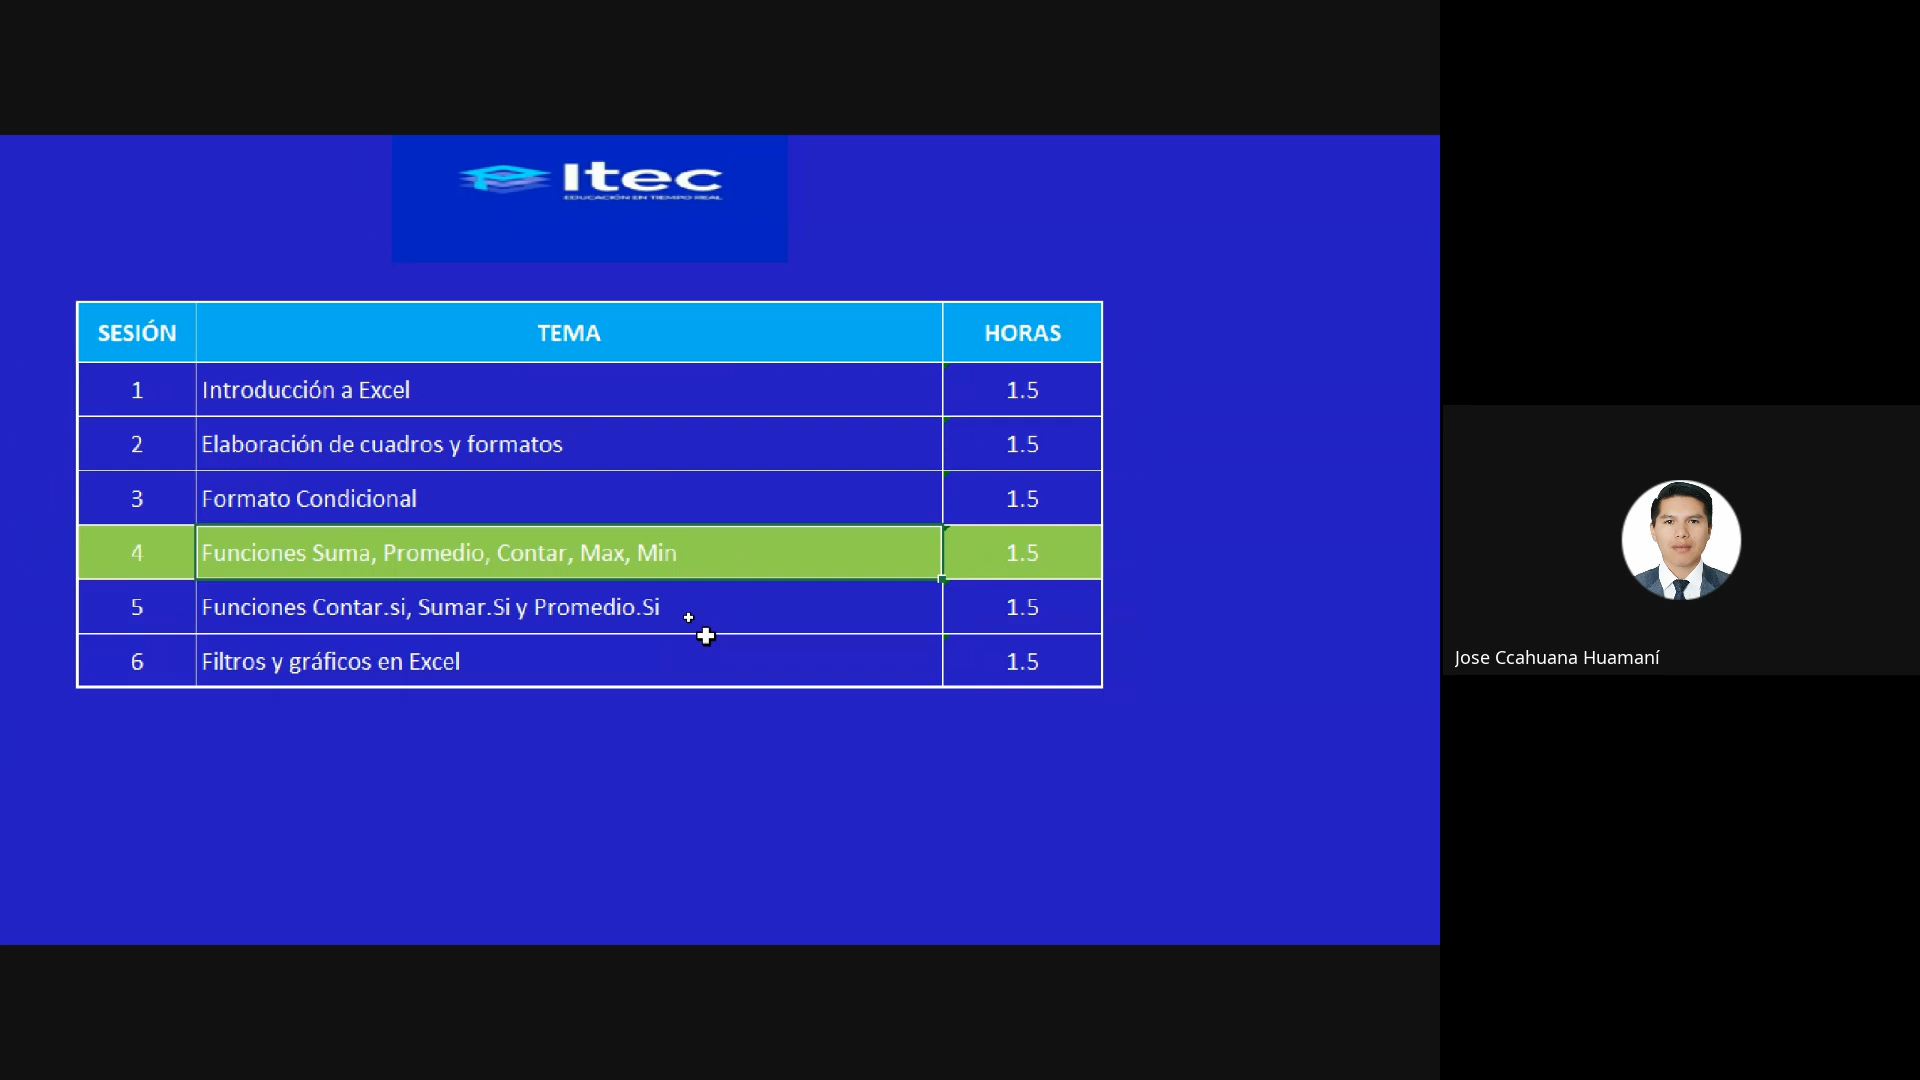 Itec
EDUCACIÓN EN TIEMPO REAL
SESIÓN TEMA HORAS
1 Introducción a Excel 1.5
2 Elaboración de cuadros y formatos 1.5
3 Formato Condicional 1.5
4 Funciones Suma, Promedio, Contar, Max, Min 1.5
5 Funciones Contar.si, Sumar.Si y Promedio.Si 1.5
6 Filtros y gráficos en Excel 1.5
Jose Ccahuana Huamaní